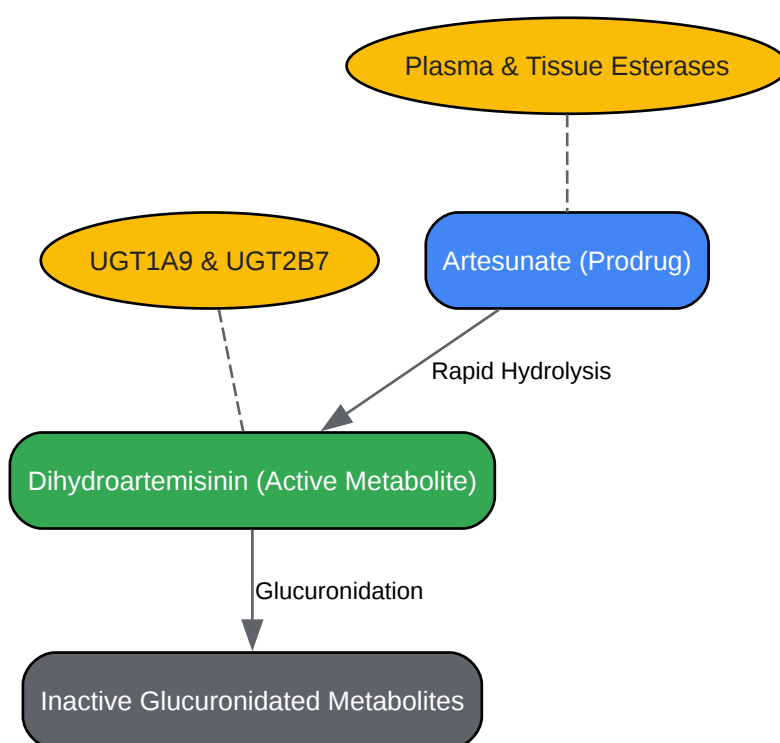 Plasma & Tissue Esterases
UGT1A9 & UGT2B7
Artesunate (Prodrug)
Rapid Hydrolysis
Dihydroartemisinin (Active Metabolite)
Glucuronidation
Inactive Glucuronidated Metabolites